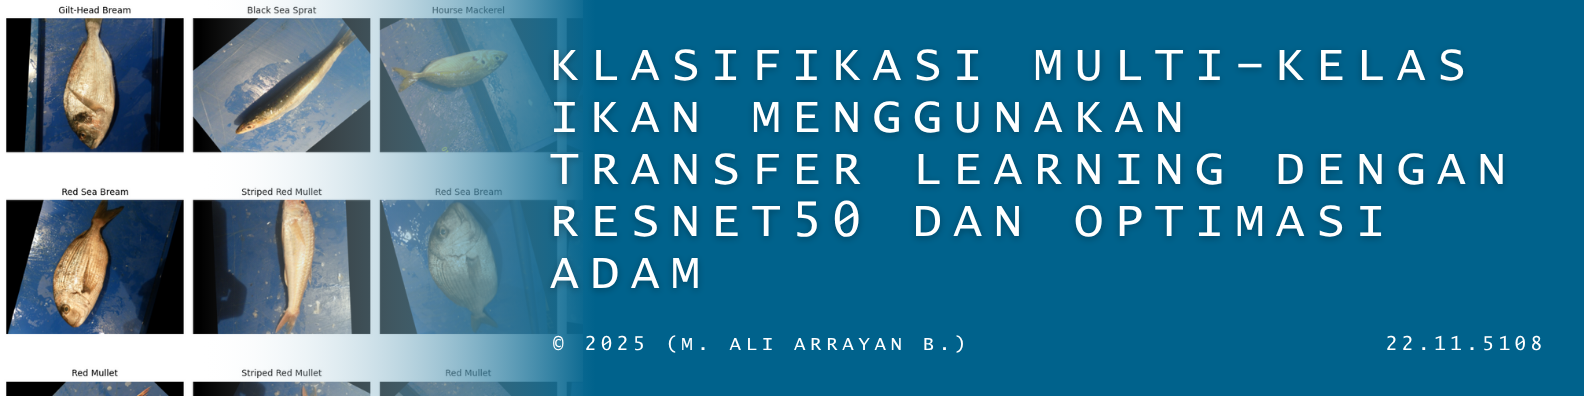 Gilt-Head Bream
Black Sea Sprat
Hourse Mackerel
Red Sea Bream
Striped Red Mullet
Red Sea Bream
Red Mullet
Striped Red Mullet
Red Mullet
KLASIFIKASI MULTI-KELAS
IKAN MENGGUNAKAN
TRANSFER LEARNING DENGAN
RESNET50 DAN OPTIMASI
ADAM
© 2025 (M. ALI ARRAYAN B.)
22.11.5108